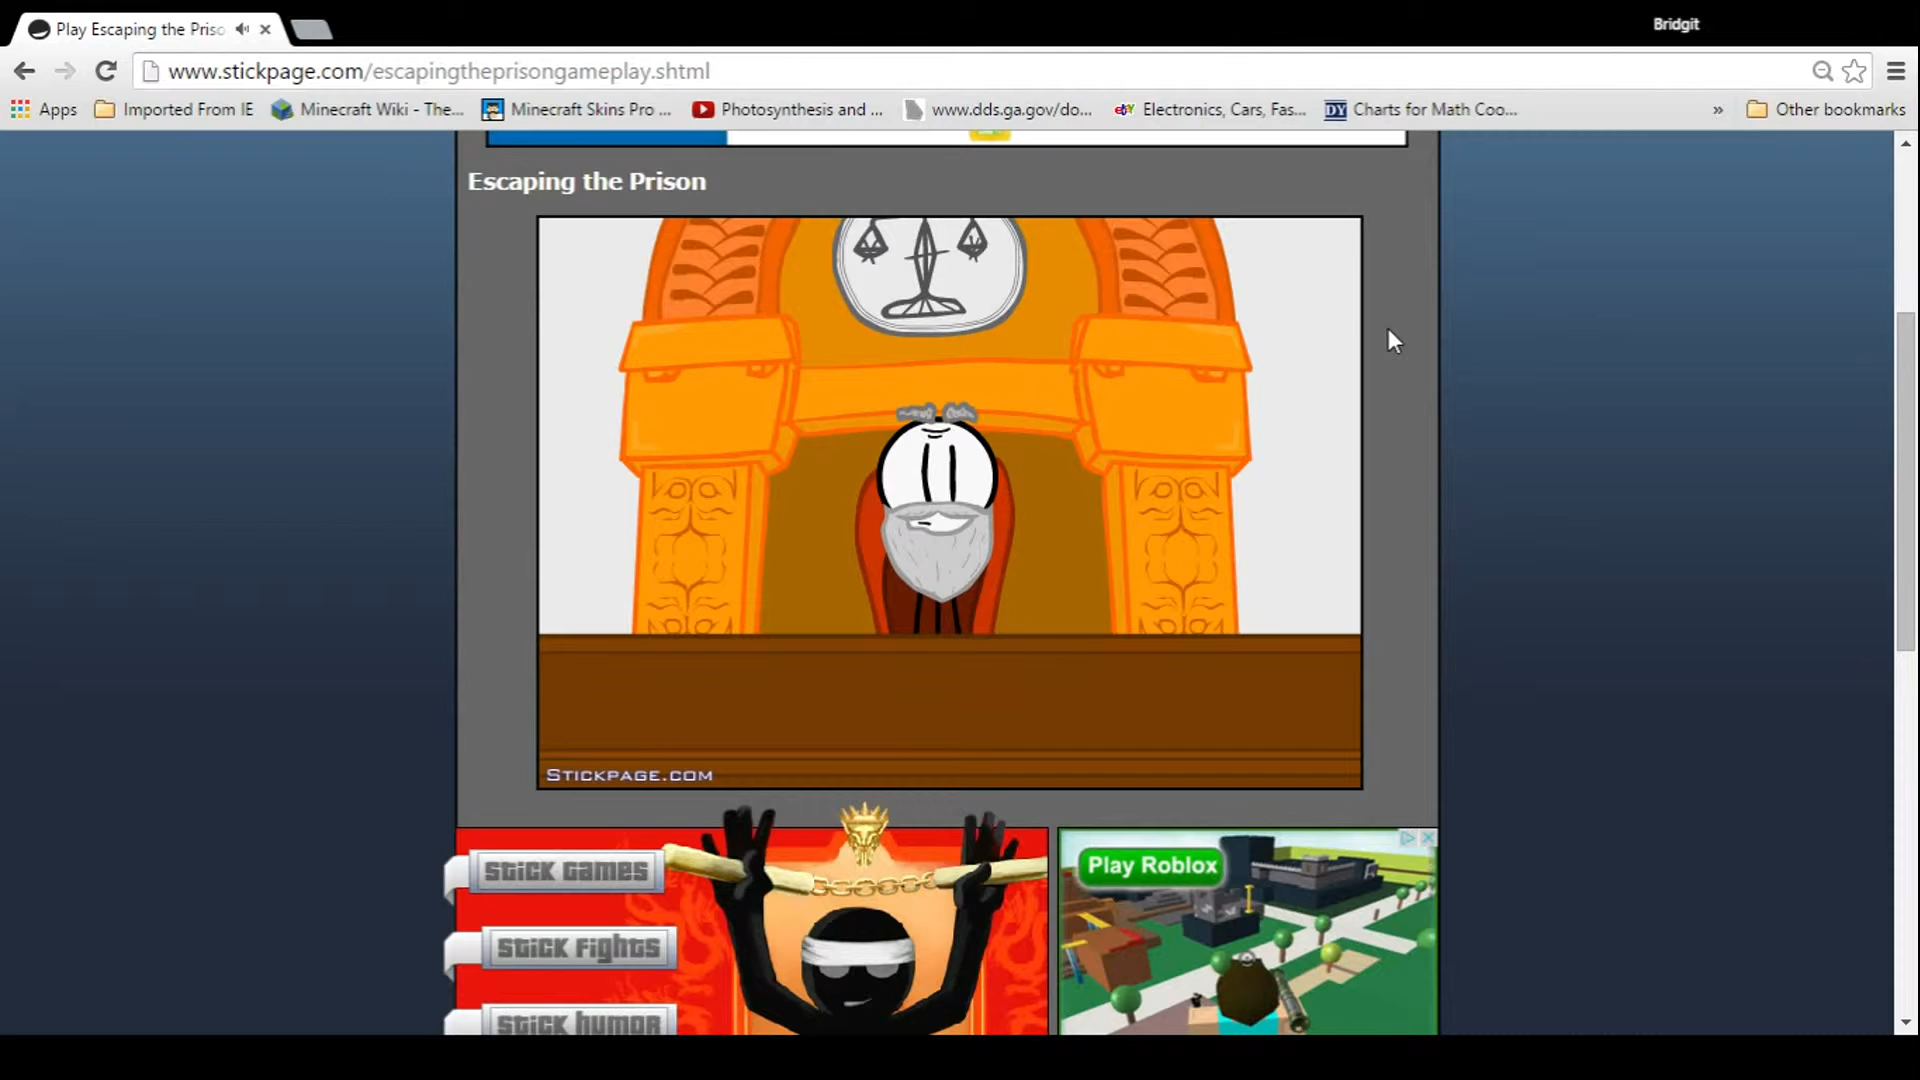 Play Escaping the Priso
Bridgit
www.stickpage.com/escapingtheprisongameplay.shtml
Apps
Imported From IE
Minecraft Wiki - The...
Minecraft Skins Pro ...
Photosynthesis and ...
www.dds.ga.gov/do...
Electronics, Cars, Fas...
DY
Charts for Math Coo...
»
Other bookmarks
Escaping the Prison
STICKPAGE.COM
Stick Games
Stick Fights
Stick Humor
Play Roblox